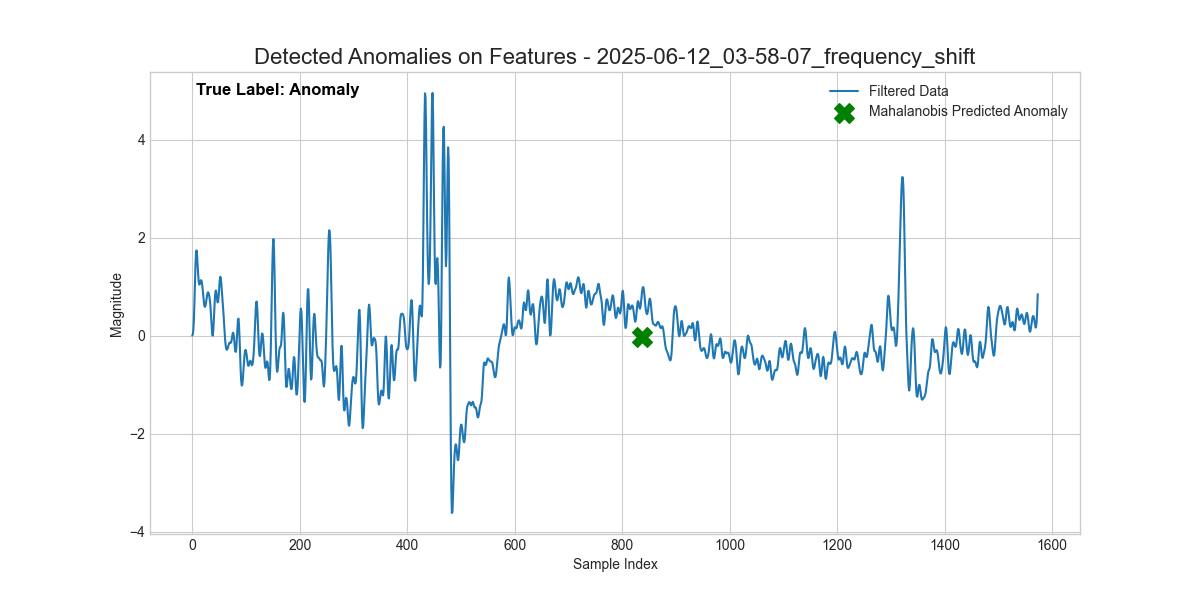 Detected Anomalies on Features - 2025-06-12_03-58-07_frequency_shift
True Label: Anomaly
Filtered Data
Mahalanobis Predicted Anomaly
Magnitude
4
2
0
−2
−4
0 200 400 600 800 1000 1200 1400 1600
Sample Index